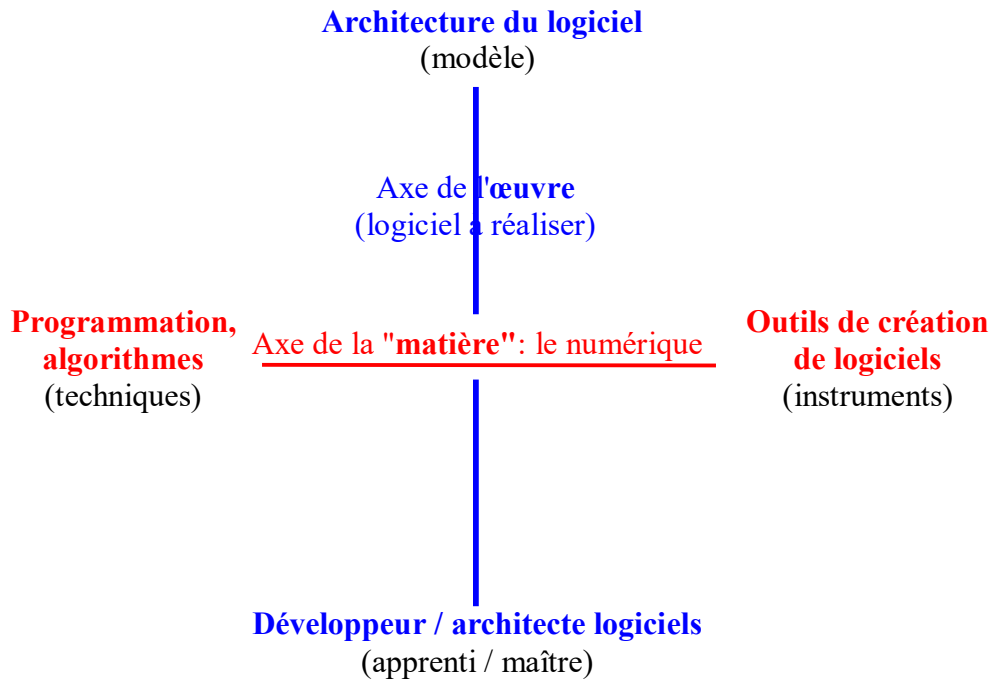 Architecture du logiciel
(modèle)
Axe de l'œuvre
(logiciel à réaliser)
Programmation,
algorithmes
(techniques)
Axe de la "matière": le numérique
Outils de création
de logiciels
(instruments)
Développeur / architecte logiciels
(apprenti / maître)